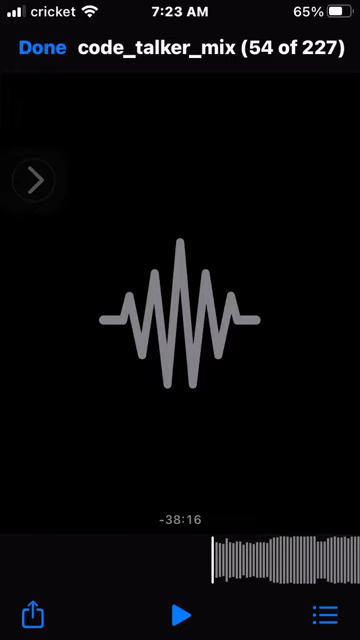 cricket 7:23 AM 65%
Done code_talker_mix (54 of 227)
-38:16